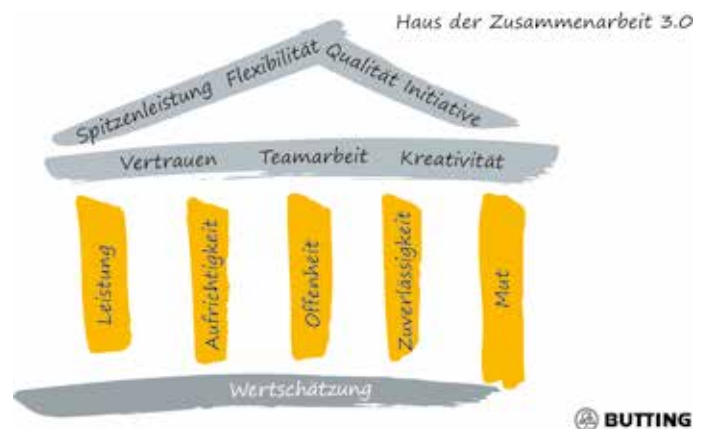 Haus der Zusammenarbeit 3.0
Spitzenleistung Flexibilität Qualität Initiative
Vertrauen Teamarbeit Kreativität
Leistung
Aufrichtigkeit
Offenheit
Zuverlässigkeit
Mut
Wertschätzung
BUTTING